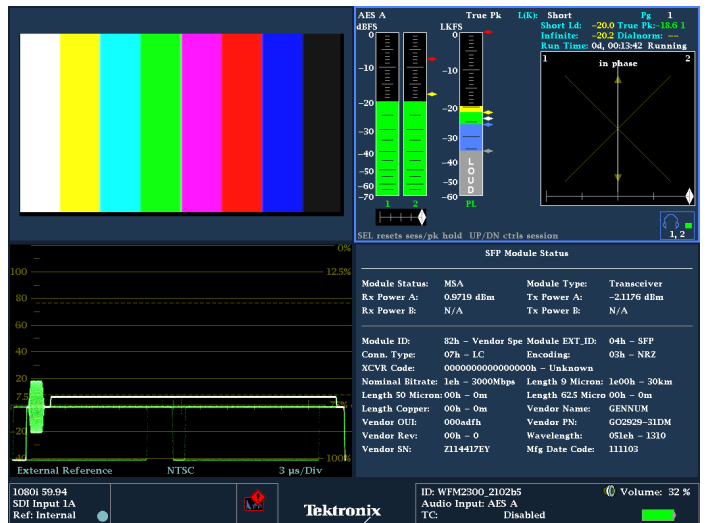 AES A True Pk L(K): Short Pg 1
dBFS LKFS Short Ld: -20.0 True Pk: -18.6 1
Infinite: -20.2 Dialnorm: --
Run Time: 0d, 00:13:42 Running
0 0
-10 -10
-20 -20
-30 -30
-40 -40
-50 -50
-60
-70 -60
LOUD
1 2 PL
1 in phase 2
SEL resets sess/pk hold UP/DN ctrls session
1, 2
0%
100 12.5%
80
60
40
20
7.5
100%
External Reference NTSC 3 µs/Div
SFP Module Status
Module Status: MSA Module Type: Transceiver
Rx Power A: 0.9719 dBm Tx Power A: -2.1176 dBm
Rx Power B: N/A Tx Power B: N/A
Module ID: 82h - Vendor Spe Module EXT_ID: 04h - SFP
Conn. Type: 07h - LC Encoding: 03h - NRZ
XCVR Code: 0000000000000000h - Unknown
Nominal Bitrate: 1eh - 3000Mbps Length 9 Micron: 1e00h - 30km
Length 50 Micron: 00h - 0m Length 62.5 Micro 00h - 0m
Length Copper: 00h - 0m Vendor Name: GENNUM
Vendor OUI: 000adfh Vendor PN: GO2929-31DM
Vendor Rev: 00h - 0 Wavelength: 051eh - 1310
Vendor SN: Z114417EY Mfg Date Code: 111103
1080i 59.94
SDI Input 1A
Ref: Internal
Tektronix
ID: WFM2300_2102b5 Volume: 32 %
Audio Input: AES A
TC: Disabled